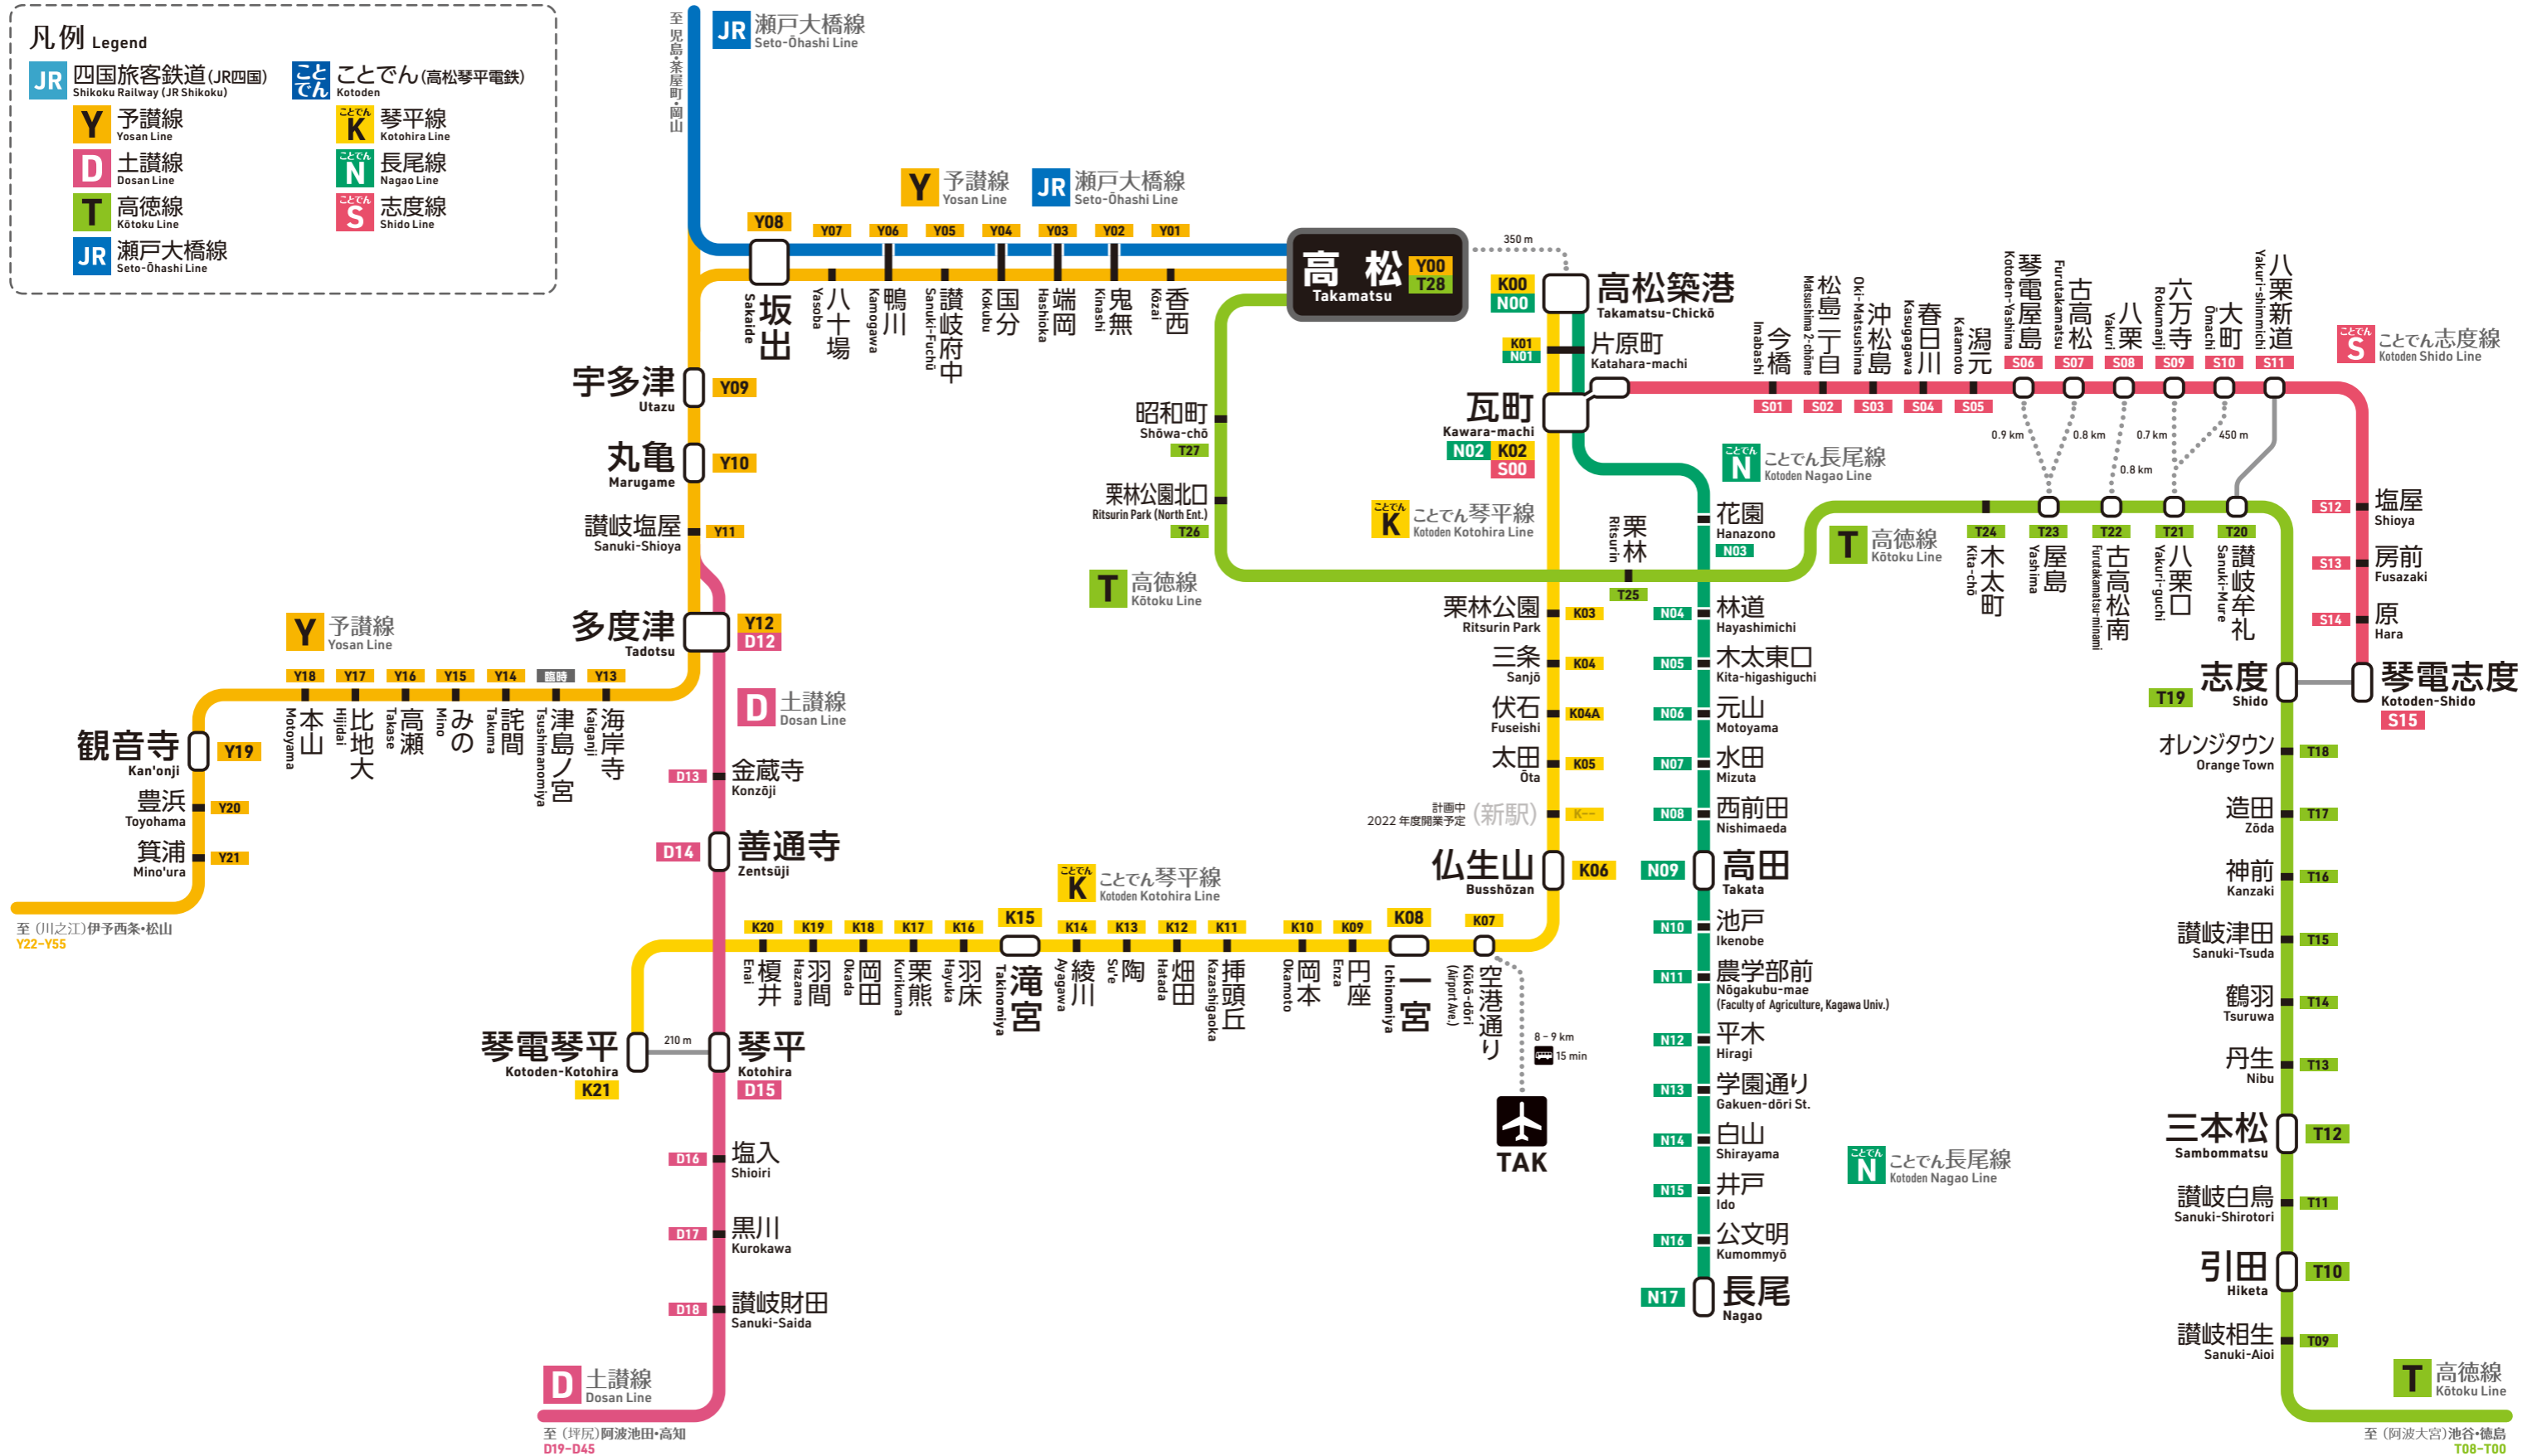 凡例 Legend
JR 四国旅客鉄道(JR四国)
Shikoku Railway (JR Shikoku)
Y 予讃線
Yosan Line
D 土讃線
Dosan Line
T 高徳線
Kōtoku Line
JR 瀬戸大橋線
Seto-Ōhashi Line
ことでん ことでん(高松琴平電鉄)
Kotoden
ことでん K 琴平線
Kotohira Line
ことでん N 長尾線
Nagao Line
ことでん S 志度線
Shido Line
至 児島・茶屋町・岡山
JR 瀬戸大橋線
Seto-Ōhashi Line
Y 予讃線
Yosan Line
JR 瀬戸大橋線
Seto-Ōhashi Line
Y08
坂出
Sakaide
Y07
八十場
Yasoba
Y06
鴨川
Kamogawa
Y05
讃岐府中
Sanuki-Fuchū
Y04
国分
Kokubu
Y03
端岡
Hashioka
Y02
鬼無
Kinashi
Y01
香西
Kōzai
高松
Takamatsu
Y00
T28
350 m
K00
N00
高松築港
Takamatsu-Chickō
K01
N01
片原町
Katahara-machi
瓦町
Kawara-machi
N02 K02
S00
今橋
Imabashi
S01
松島二丁目
Matsushima 2-chōme
S02
沖松島
Oki-Matsushima
S03
春日川
Kasugagawa
S04
潟元
Katamoto
S05
琴電屋島
Kotoden-Yashima
S06
古高松
Furutakamatsu
S07
八栗
Yakuri
S08
六万寺
Rokumanji
S09
大町
Ōmachi
S10
八栗新道
Yakuri-shimmichi
S11
ことでん S ことでん志度線
Kotoden Shido Line
0.9 km
0.8 km
0.8 km
0.7 km
450 m
S12
塩屋
Shioya
S13
房前
Fusazaki
S14
原
Hara
琴電志度
Kotoden-Shido
S15
宇多津
Utazu
Y09
丸亀
Marugame
Y10
讃岐塩屋
Sanuki-Shioya
Y11
多度津
Tadotsu
Y12
D12
昭和町
Shōwa-chō
T27
栗林公園北口
Ritsurin Park (North Ent.)
T26
T 高徳線
Kōtoku Line
栗林
Ritsurin
T25
ことでん K ことでん琴平線
Kotoden Kotohira Line
ことでん N ことでん長尾線
Kotoden Nagao Line
T 高徳線
Kōtoku Line
T24
木太町
Kita-chō
T23
屋島
Yashima
T22
古高松南
Furutakamatsu-minami
T21
八栗口
Yakuri-guchi
T20
讃岐牟礼
Sanuki-Mure
志度
Shido
T19
オレンジタウン
Orange Town
T18
造田
Zōda
T17
神前
Kanzaki
T16
讃岐津田
Sanuki-Tsuda
T15
鶴羽
Tsuruwa
T14
丹生
Nibu
T13
三本松
Sambommatsu
T12
讃岐白鳥
Sanuki-Shirotori
T11
引田
Hiketa
T10
讃岐相生
Sanuki-Aioi
T09
T 高徳線
Kōtoku Line
至 (阿波大宮)池谷・徳島
T08-T00
花園
Hanazono
N03
N04
林道
Hayashimichi
N05
木太東口
Kita-higashiguchi
N06
元山
Motoyama
N07
水田
Mizuta
N08
西前田
Nishimaeda
N09
高田
Takata
N10
池戸
Ikenobe
N11
農学部前
Nōgakubu-mae
(Faculty of Agriculture, Kagawa Univ.)
N12
平木
Hiragi
N13
学園通り
Gakuen-dōri St.
N14
白山
Shirayama
N15
井戸
Ido
N16
公文明
Kumommyō
N17
長尾
Nagao
ことでん N ことでん長尾線
Kotoden Nagao Line
栗林公園
Ritsurin Park
K03
三条
Sanjō
K04
伏石
Fuseishi
K04A
太田
Ōta
K05
計画中
2022年度開業予定
(新駅)
K--
仏生山
Busshōzan
K06
K07
空港通り
Kūkō-dōri
(Airport Ave.)
8-9 km
15 min
TAK
K08
一宮
Ichinomiya
K09
円座
Enza
K10
岡本
Okamoto
K11
挿頭丘
Kazashigaoka
K12
畑田
Hatada
K13
陶
Su'e
K14
綾川
Ayagawa
K15
滝宮
Takinomiya
K16
羽床
Hayuka
K17
栗熊
Kurikuma
K18
岡田
Okada
K19
羽間
Hazama
K20
榎井
Enai
ことでん K ことでん琴平線
Kotoden Kotohira Line
琴電琴平
Kotoden-Kotohira
K21
210 m
琴平
Kotohira
D15
D 土讃線
Dosan Line
D13
金蔵寺
Konzōji
D14
善通寺
Zentsūji
D16
塩入
Shioiri
D17
黒川
Kurokawa
D18
讃岐財田
Sanuki-Saida
D 土讃線
Dosan Line
至 (坪尻)阿波池田・高知
D19-D45
Y 予讃線
Yosan Line
Y13
海岸寺
Kaiganji
臨時
津島ノ宮
Tsushimanomiya
Y14
詫間
Takuma
Y15
みの
Mino
Y16
高瀬
Takase
Y17
比地大
Hijidai
Y18
本山
Motoyama
観音寺
Kan'onji
Y19
豊浜
Toyohama
Y20
箕浦
Mino'ura
Y21
至 (川之江)伊予西条・松山
Y22-Y55